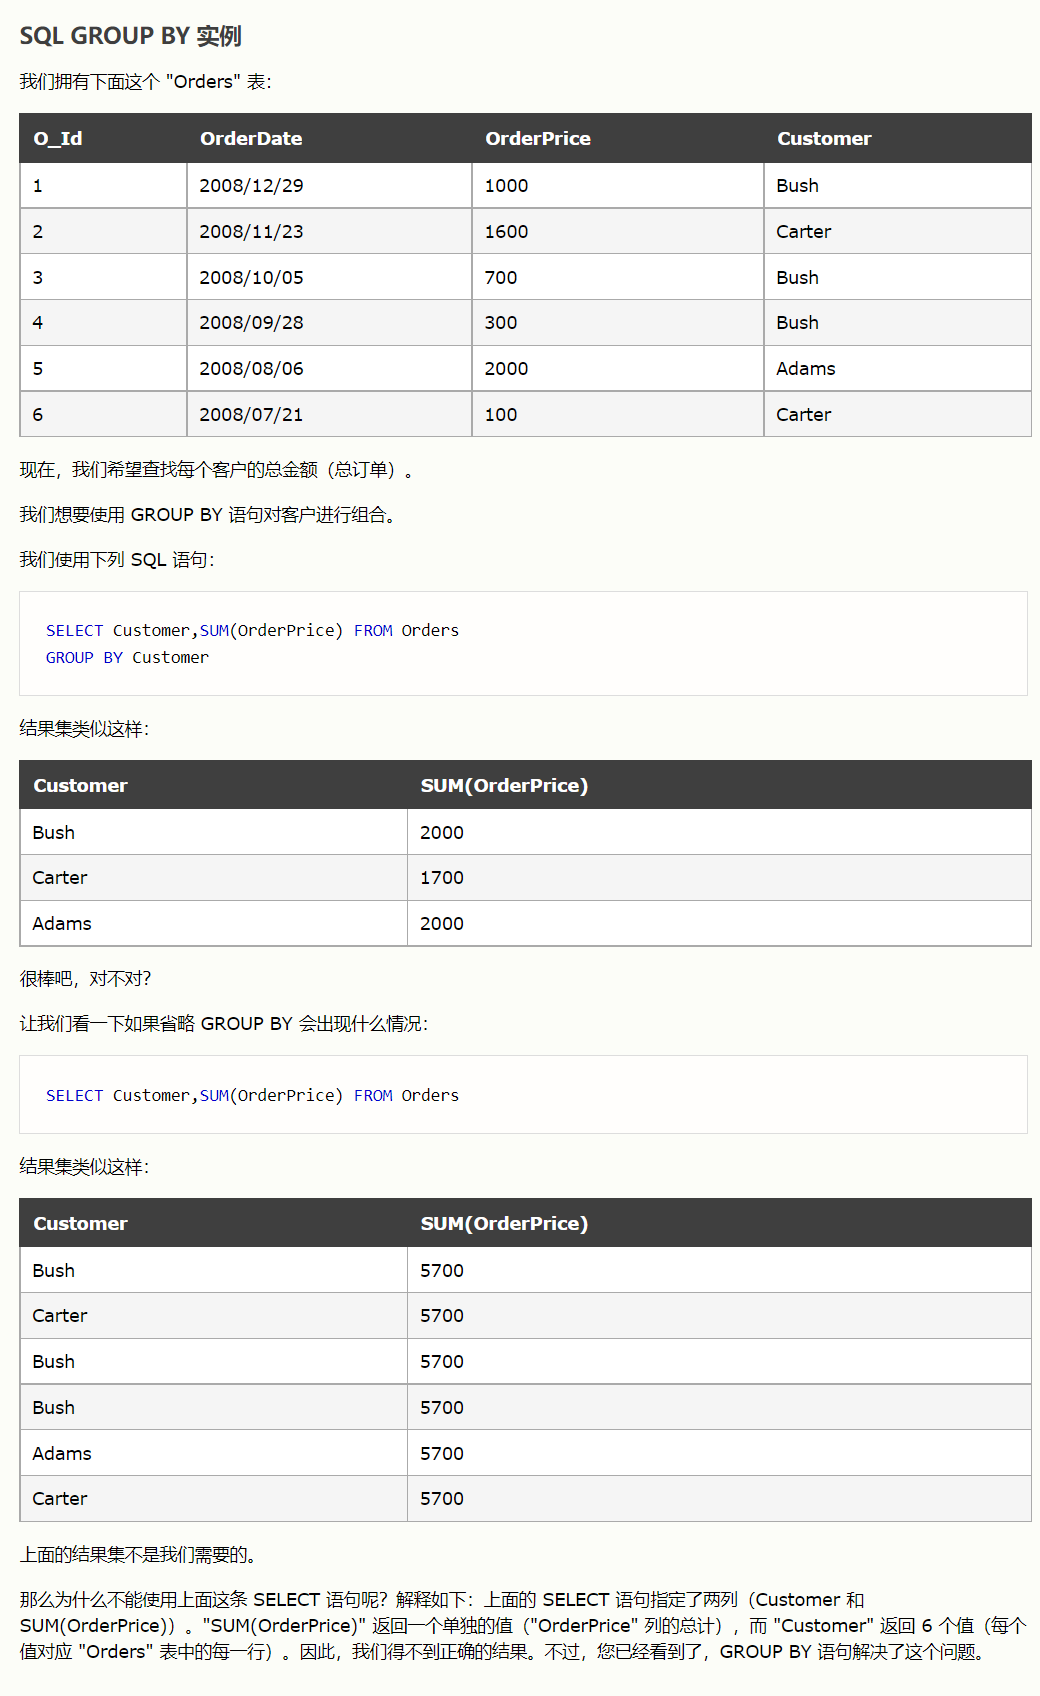 SQL GROUP BY 实例
我们拥有下面这个 "Orders" 表：
O_Id OrderDate OrderPrice Customer
1 2008/12/29 1000 Bush
2 2008/11/23 1600 Carter
3 2008/10/05 700 Bush
4 2008/09/28 300 Bush
5 2008/08/06 2000 Adams
6 2008/07/21 100 Carter
现在，我们希望查找每个客户的总金额（总订单）。
我们想要使用 GROUP BY 语句对客户进行组合。
我们使用下列 SQL 语句：
SELECT Customer,SUM(OrderPrice) FROM Orders
GROUP BY Customer
结果集类似这样：
Customer SUM(OrderPrice)
Bush 2000
Carter 1700
Adams 2000
很棒吧，对不对？
让我们看一下如果省略 GROUP BY 会出现什么情况：
SELECT Customer,SUM(OrderPrice) FROM Orders
结果集类似这样：
Customer SUM(OrderPrice)
Bush 5700
Carter 5700
Bush 5700
Bush 5700
Adams 5700
Carter 5700
上面的结果集不是我们需要的。
那么为什么不能使用上面这条 SELECT 语句呢？解释如下：上面的 SELECT 语句指定了两列（Customer 和
SUM(OrderPrice)）。"SUM(OrderPrice)" 返回一个单独的值（"OrderPrice" 列的总计），而 "Customer" 返回 6 个值（每个
值对应 "Orders" 表中的每一行）。因此，我们得不到正确的结果。不过，您已经看到了，GROUP BY 语句解决了这个问题。